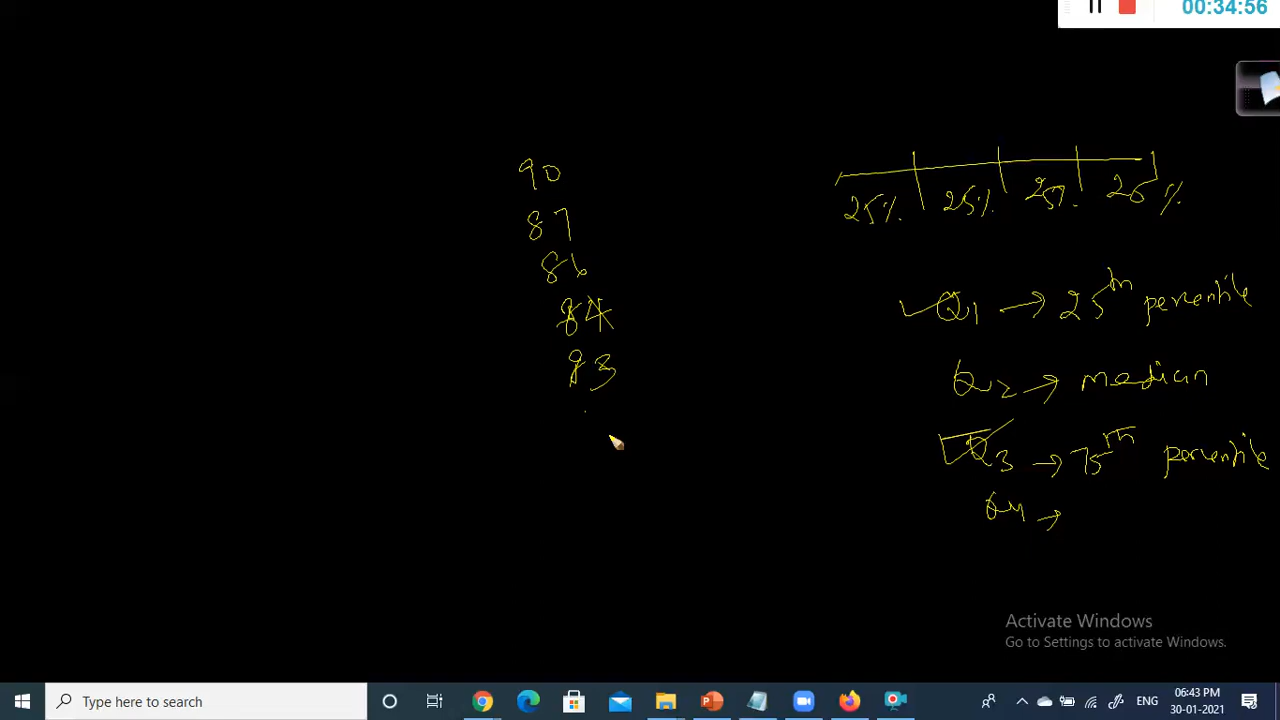 00:34:56
90
87
86
84
83
25% 25% 25% 25%
Q1 → 25th percentile
Q2 → median
Q3 → 75th percentile
Q4 →
Activate Windows
Go to Settings to activate Windows.
Type here to search
ENG
06:43 PM
30-01-2021